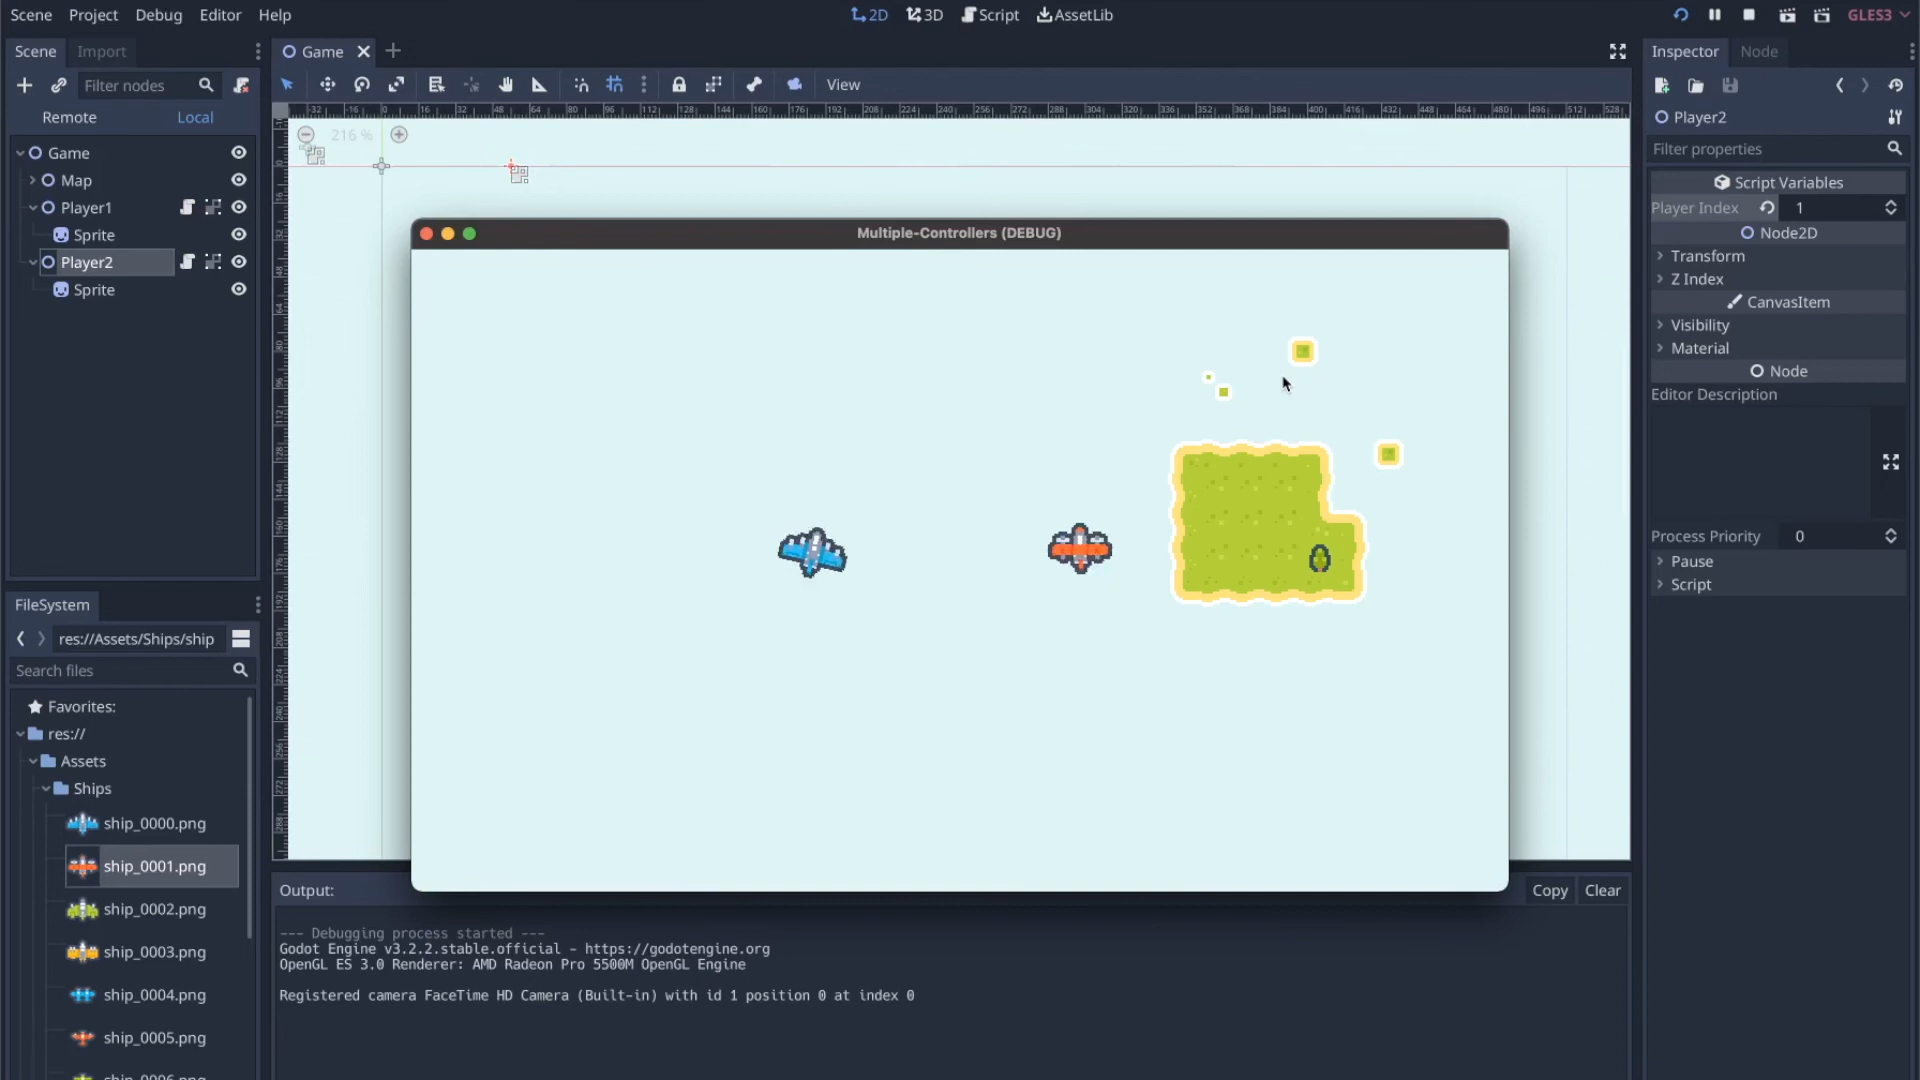 Scene Project Debug Editor Help
2D 3D Script AssetLib
GLES3
Scene Import
Game
Inspector Node
Filter nodes
View
Remote Local
Player2
216 %
Game
Filter properties
Map
Script Variables
Player1
Player Index 1
Sprite
Multiple-Controllers (DEBUG)
Node2D
Player2
Transform
Sprite
Z Index
CanvasItem
Visibility
Material
Node
Editor Description
Process Priority 0
Pause
Script
FileSystem
res://Assets/Ships/ship
Search files
Favorites:
res://
Assets
Ships
ship_0000.png
ship_0001.png
ship_0002.png
ship_0003.png
ship_0004.png
ship_0005.png
Output:
Copy Clear
--- Debugging process started ---
Godot Engine v3.2.2.stable.official - https://godotengine.org
OpenGL ES 3.0 Renderer: AMD Radeon Pro 5500M OpenGL Engine
Registered camera FaceTime HD Camera (Built-in) with id 1 position 0 at index 0